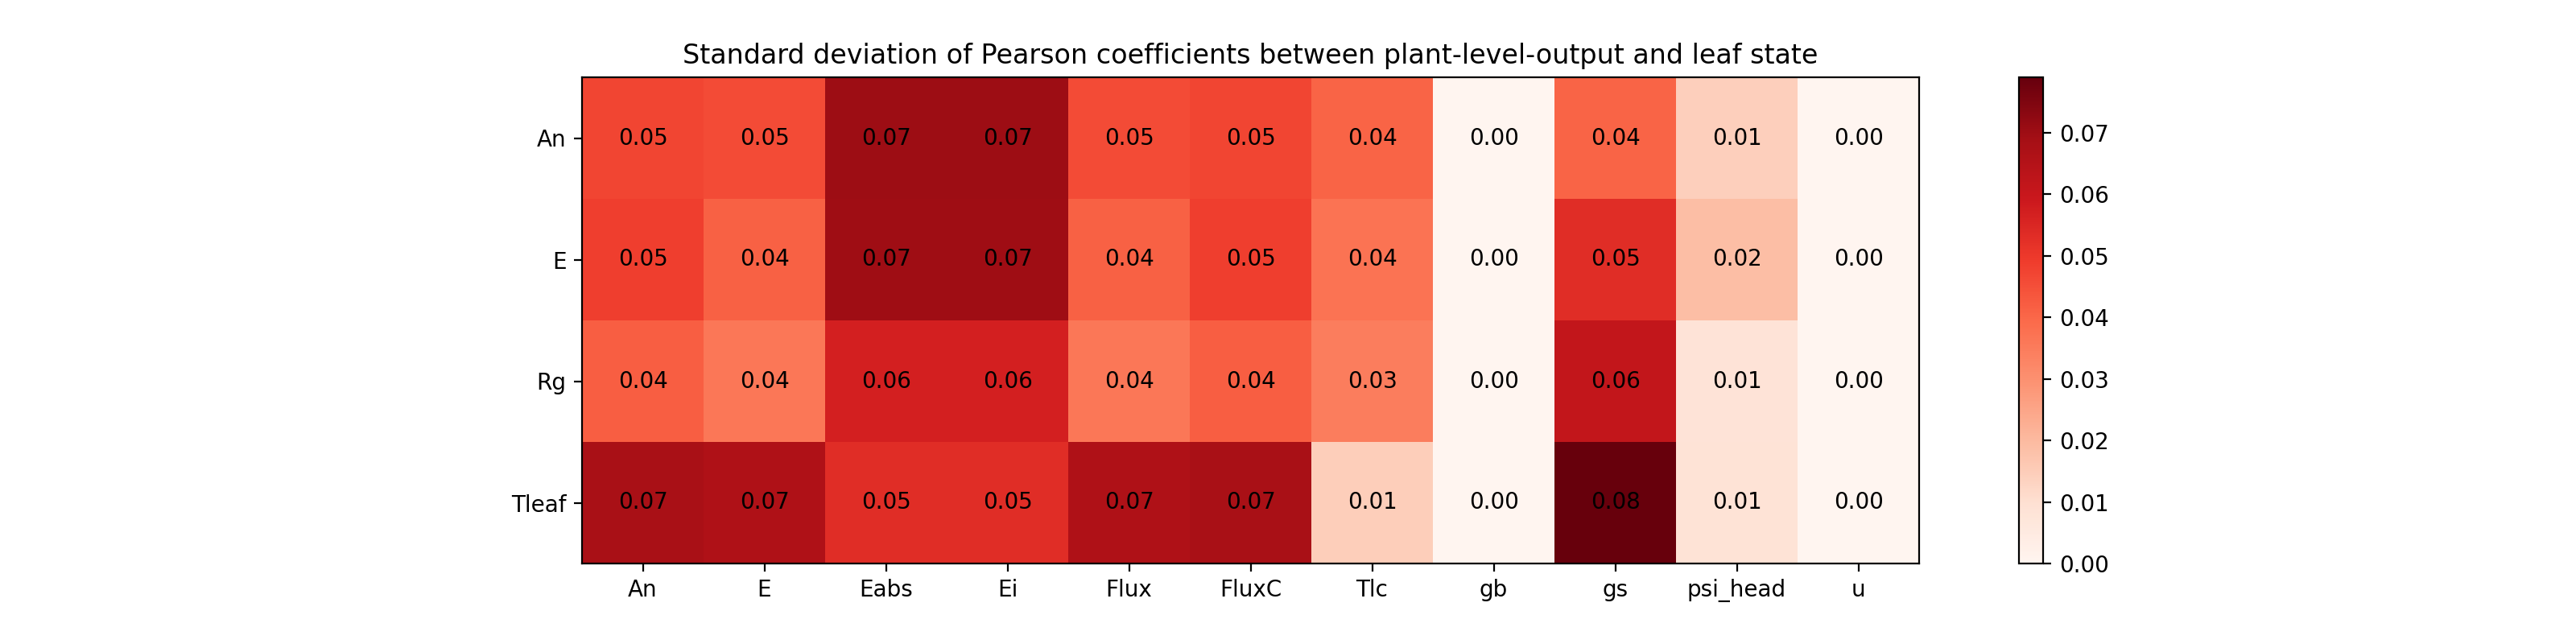 Standard deviation of Pearson coefficients between plant-level-output and leaf state
An 0.05 0.05 0.07 0.07 0.05 0.05 0.04 0.00 0.04 0.01 0.00
E 0.05 0.04 0.07 0.07 0.04 0.05 0.04 0.00 0.05 0.02 0.00
Rg 0.04 0.04 0.06 0.06 0.04 0.04 0.03 0.00 0.06 0.01 0.00
Tleaf 0.07 0.07 0.05 0.05 0.07 0.07 0.01 0.00 0.08 0.01 0.00
An E Eabs Ei Flux FluxC Tlc gb gs psi_head u
0.07
0.06
0.05
0.04
0.03
0.02
0.01
0.00